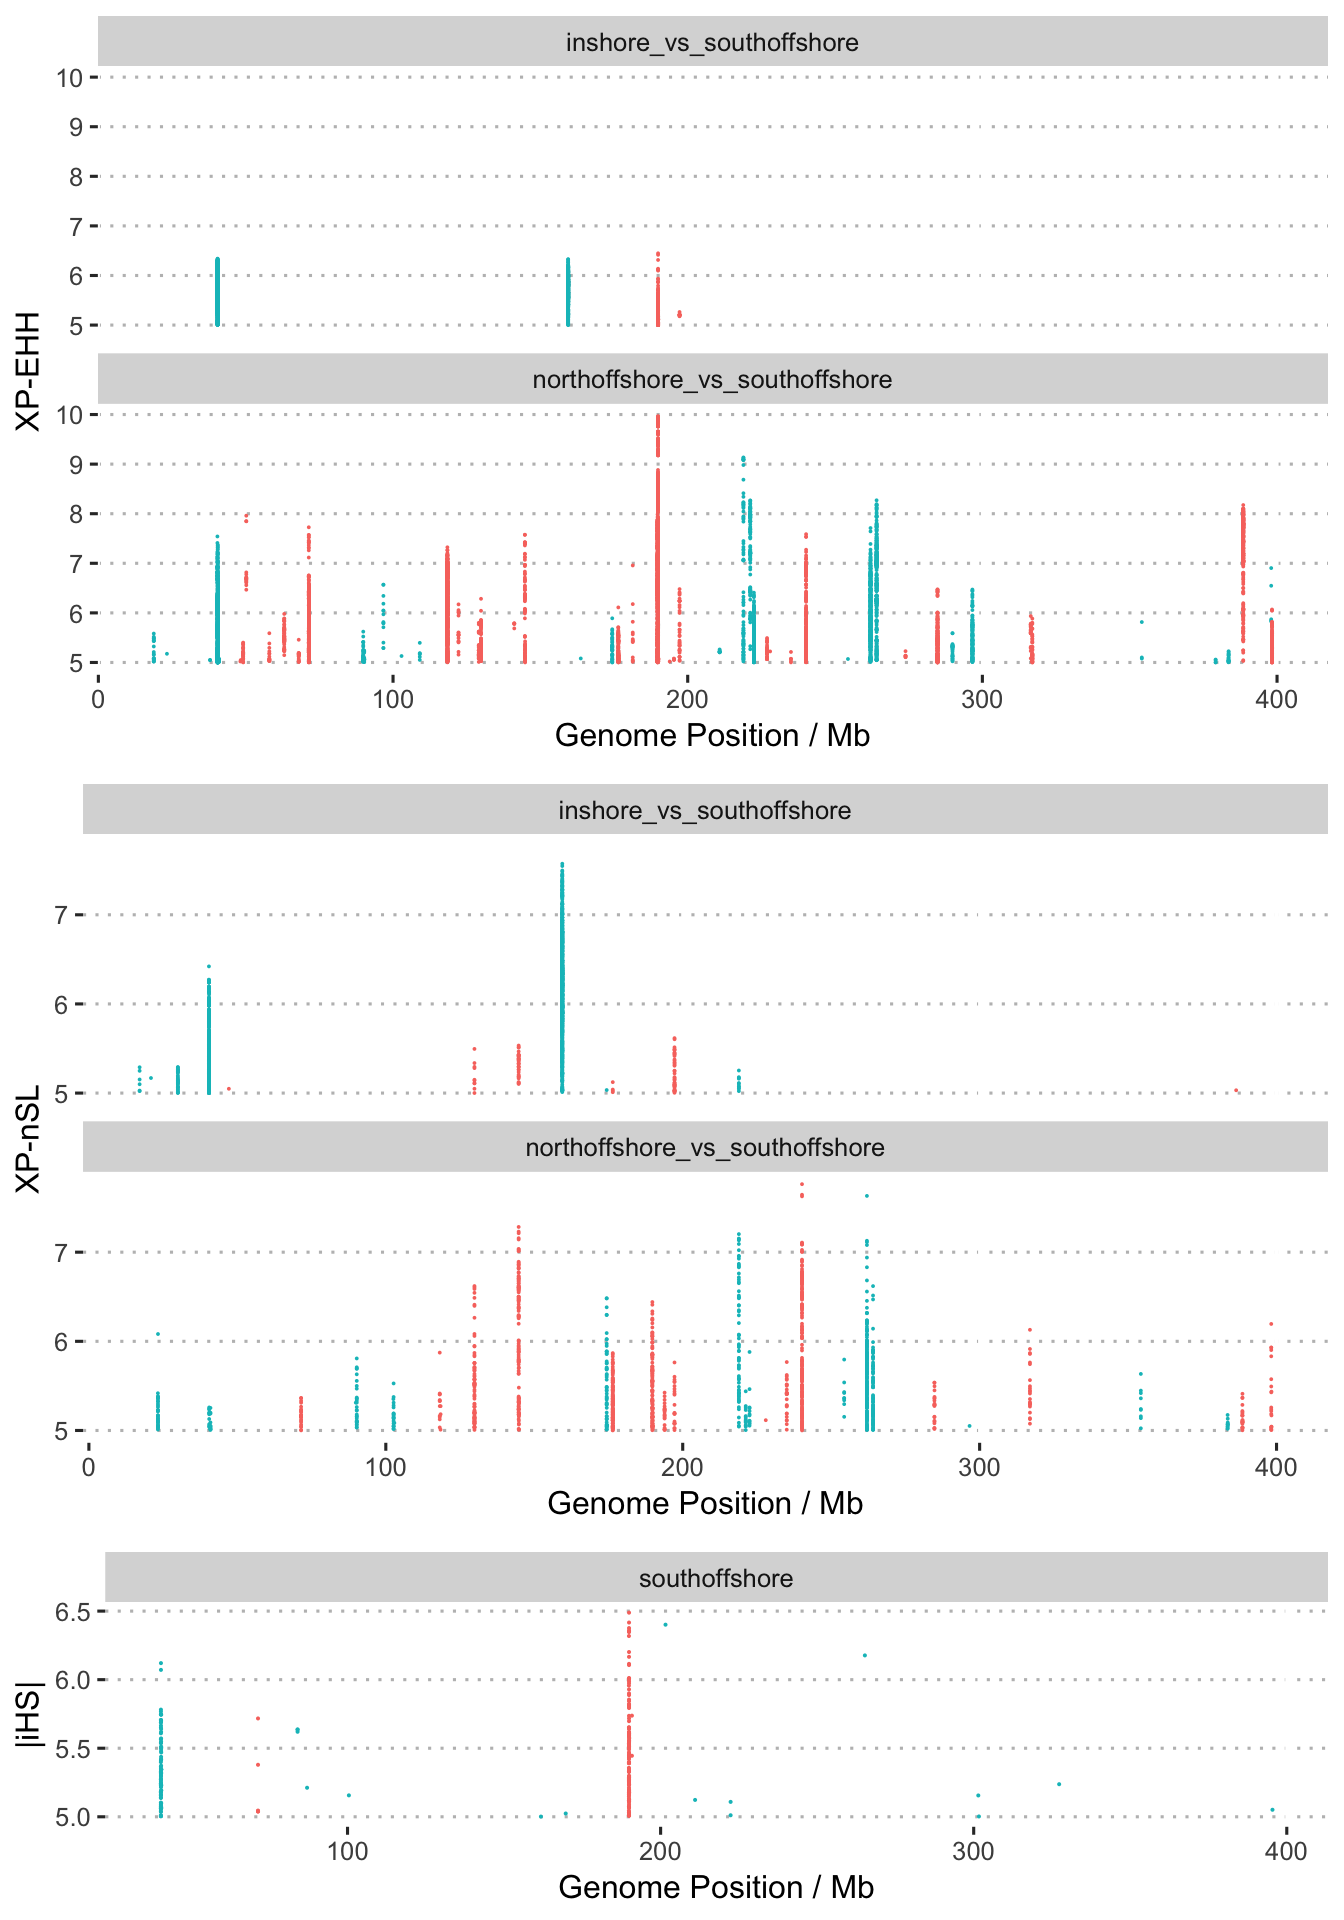 inshore_vs_southoffshore
10
9
8
7
6
5
XP-EHH
northoffshore_vs_southoffshore
10
9
8
7
6
5
0 100 200 300 400
Genome Position / Mb
inshore_vs_southoffshore
7
6
5
XP-nSL
northoffshore_vs_southoffshore
7
6
5
0 100 200 300 400
Genome Position / Mb
southoffshore
6.5
6.0
5.5
5.0
|iHS|
100 200 300 400
Genome Position / Mb